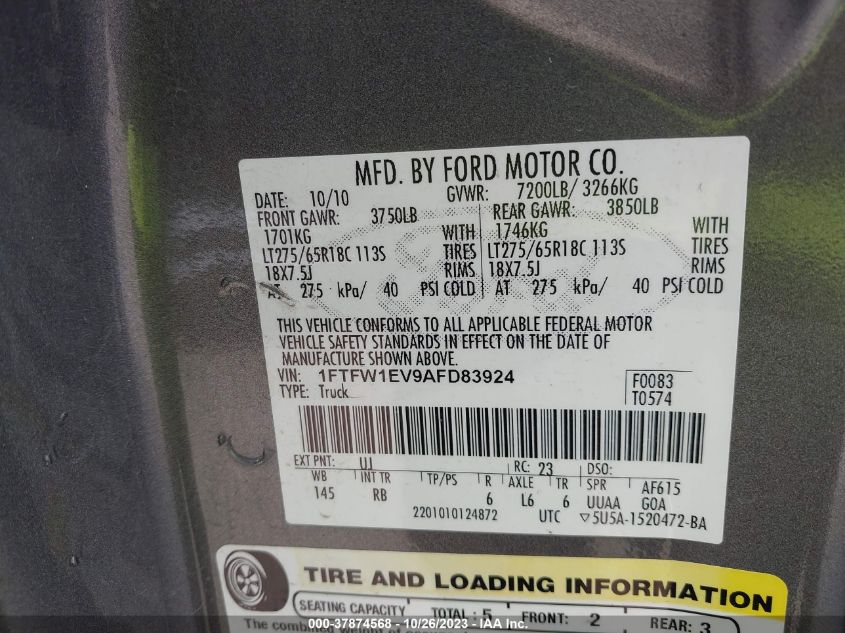 MFD. BY FORD MOTOR CO.
DATE: 10/10 GVWR: 7200LB/ 3266KG
FRONT GAWR: 3750LB REAR GAWR: 3850LB
1701KG WITH 1746KG WITH
LT275/65R18C 113S TIRES LT275/65R18C 113S TIRES
18X7.5J RIMS 18X7.5J RIMS
AT 275 kPa/ 40 PSI COLD AT 275 kPa/ 40 PSI COLD
THIS VEHICLE CONFORMS TO ALL APPLICABLE FEDERAL MOTOR
VEHICLE SAFETY STANDARDS IN EFFECT ON THE DATE OF
MANUFACTURE SHOWN ABOVE.
VIN: 1FTFW1EV9AFD83924 F0083
TYPE: Truck T0574
EXT PNT: UJ RC: 23 DSO:
WB INT TR TP/PS R AXLE TR SPR AF615
145 RB 6 L6 6 UUAA GOA
2201010124872 UTC ▽5U5A-1520472-BA
TIRE AND LOADING INFORMATION
SEATING CAPACITY TOTAL: 5 FRONT: 2 REAR: 3
The combined weight of
000-37874568 - 10/26/2023 - IAA Inc.